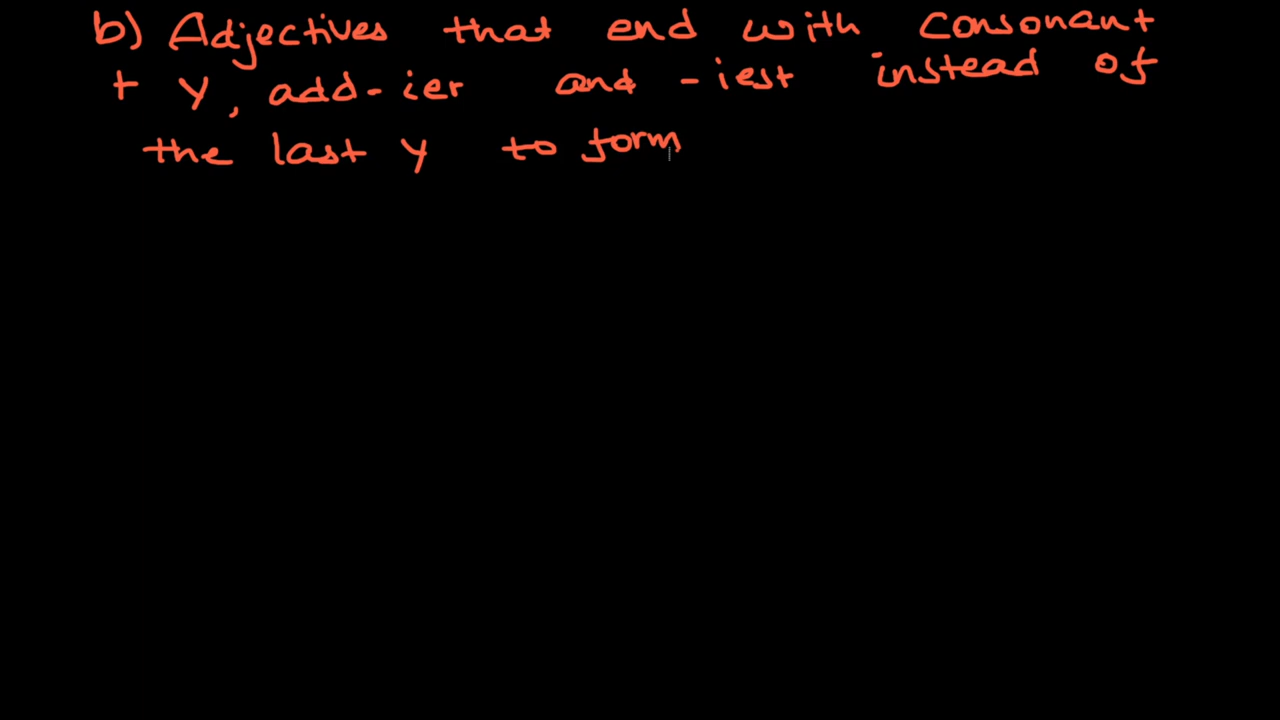 b) Adjectives that end with consonant
+ y, add -ier and -iest instead of
the last y to form